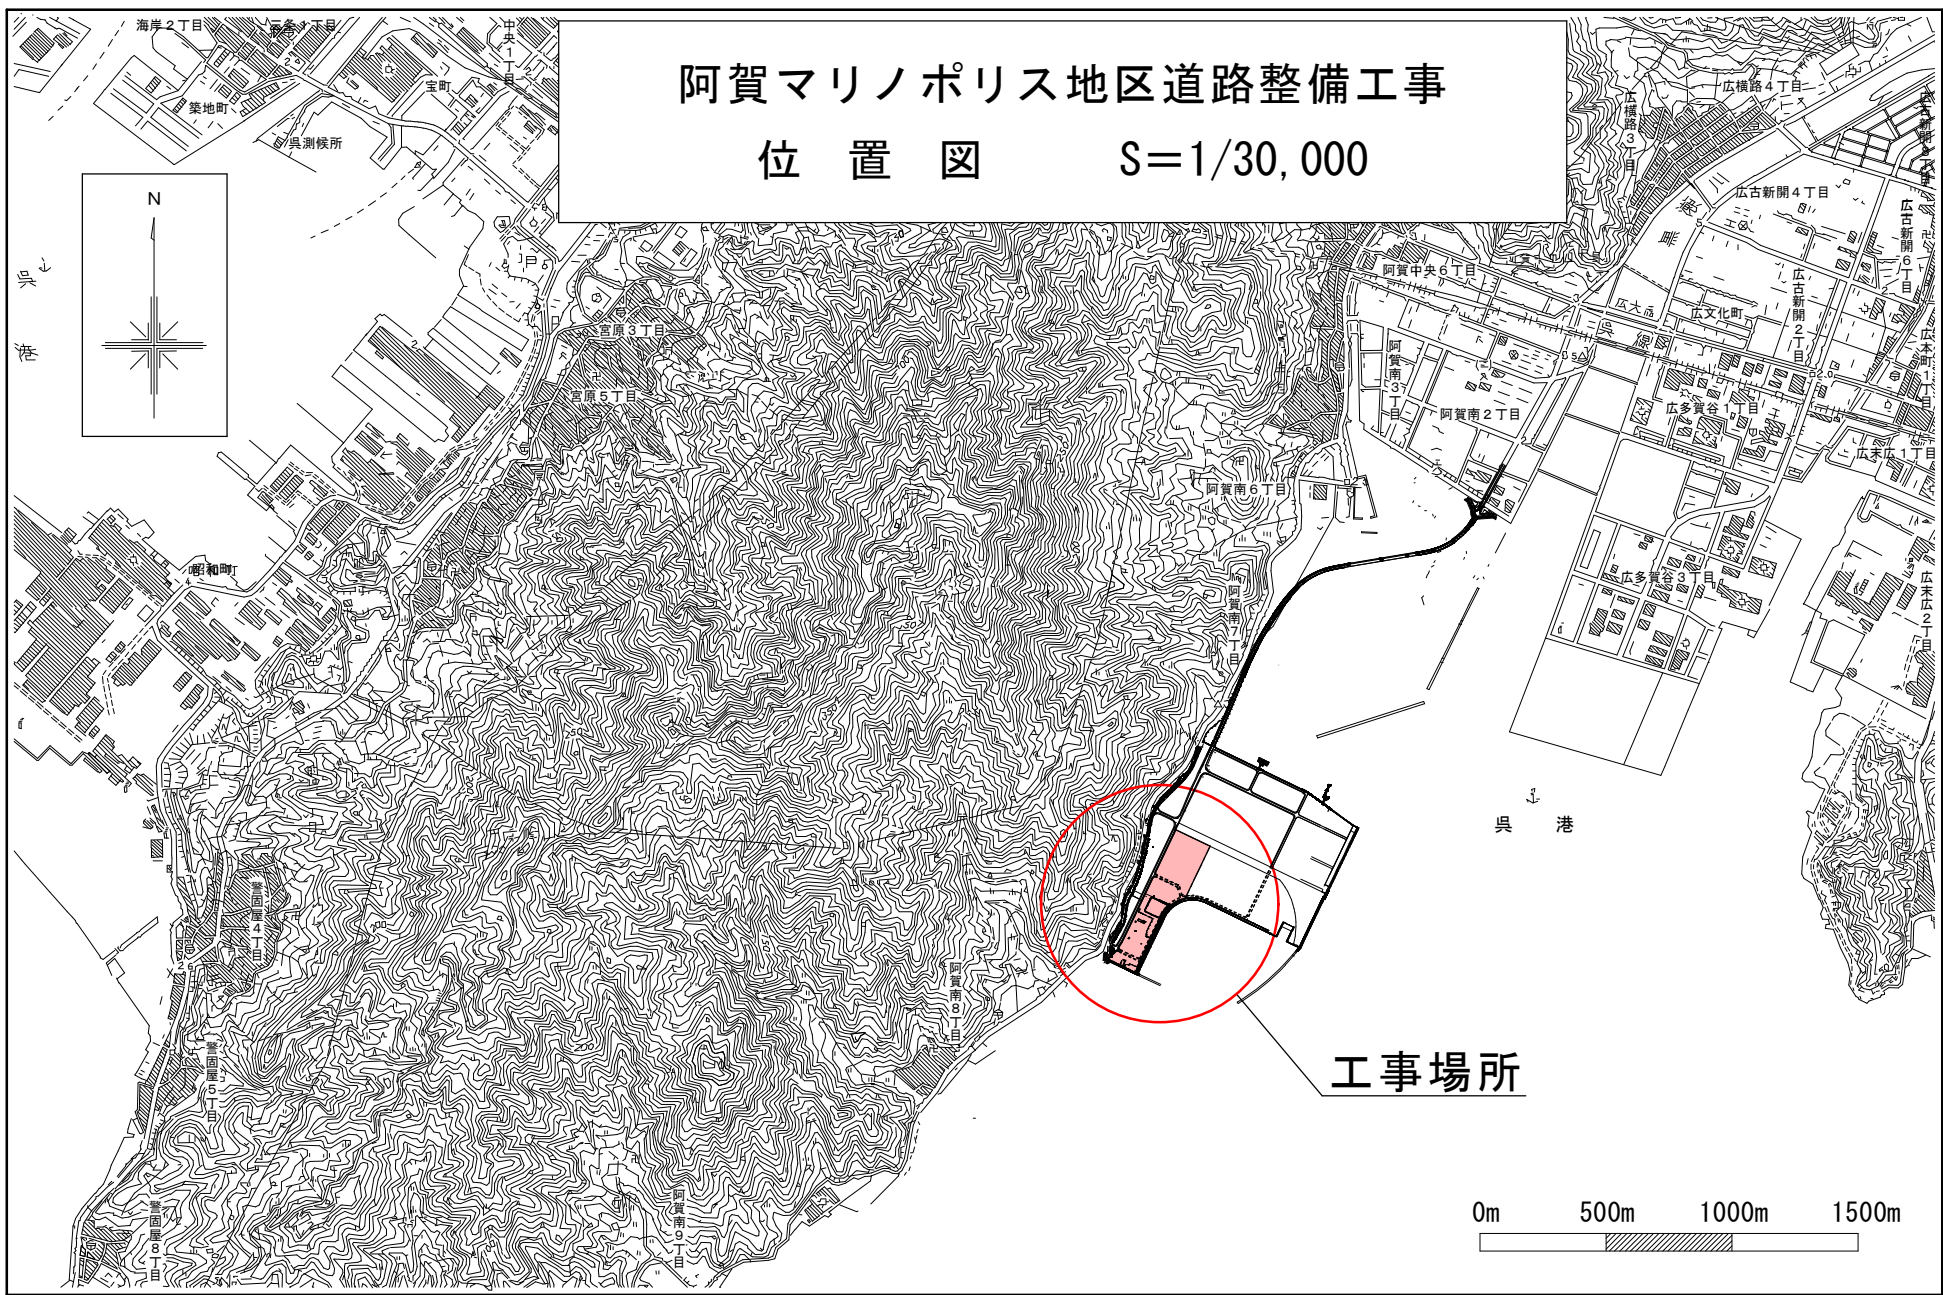 阿賀マリノポリス地区道路整備工事
位置図 S=1/30,000
海岸2丁目
三条1丁目
中央1丁目
築地町
宝町
呉測候所
N
呉港
宮原3丁目
宮原5丁目
昭和町
警固屋4丁目
警固屋5丁目
警固屋8丁目
阿賀南9丁目
阿賀南8丁目
阿賀南7丁目
阿賀南6丁目
阿賀南3丁目
阿賀南2丁目
阿賀中央6丁目
広横路4丁目
広横路3丁目
広古新開4丁目
広古新開6丁目
広古新開2丁目
広文化町
広本町1丁目
広多賀谷1丁目
広末広1丁目
広多賀谷3丁目
広末広2丁目
呉港
工事場所
0m 500m 1000m 1500m